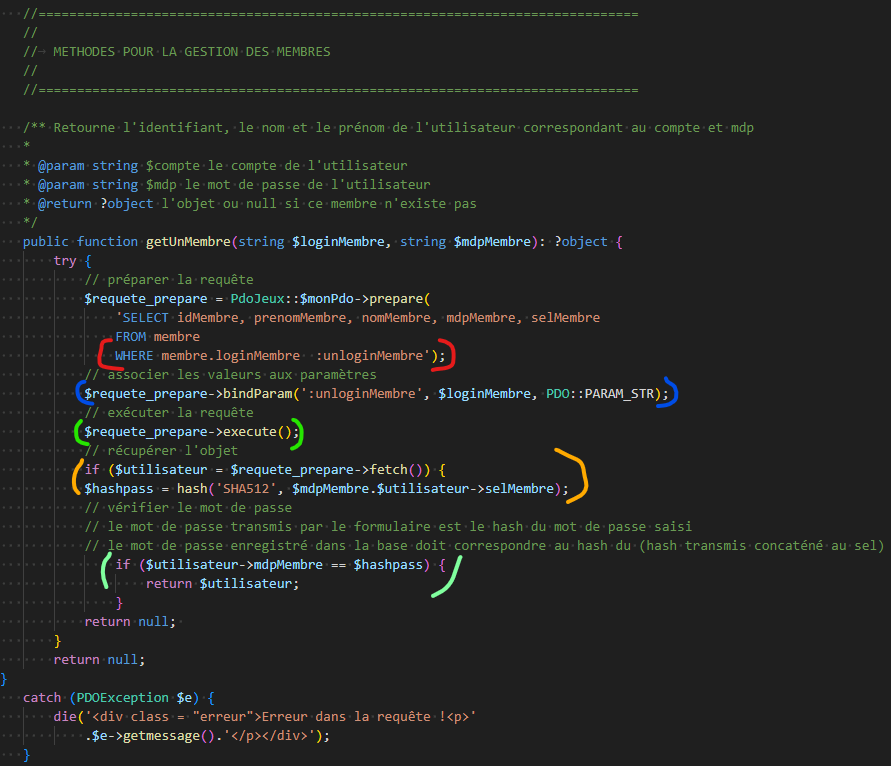 //==============================================================================
//
// METHODES POUR LA GESTION DES MEMBRES
//
//==============================================================================
/** Retourne l'identifiant, le nom et le prénom de l'utilisateur correspondant au compte et mdp
*
* @param string $compte le compte de l'utilisateur
* @param string $mdp le mot de passe de l'utilisateur
* @return ?object l'objet ou null si ce membre n'existe pas
*/
public function getUnMembre(string $loginMembre, string $mdpMembre): ?object {
try {
// préparer la requête
$requete_prepare = PdoJeux::$monPdo->prepare(
'SELECT idMembre, prenomMembre, nomMembre, mdpMembre, selMembre
FROM membre
WHERE membre.loginMembre  :unloginMembre');
// associer les valeurs aux paramètres
$requete_prepare->bindParam(':unloginMembre', $loginMembre, PDO::PARAM_STR);
// exécuter la requête
$requete_prepare->execute();
// récupérer l'objet
if ($utilisateur = $requete_prepare->fetch()) {
$hashpass = hash('SHA512', $mdpMembre.$utilisateur->selMembre);
// vérifier le mot de passe
// le mot de passe transmis par le formulaire est le hash du mot de passe saisi
// le mot de passe enregistré dans la base doit correspondre au hash du (hash transmis concaténé au sel)
if ($utilisateur->mdpMembre == $hashpass) {
return $utilisateur;
}
return null;
}
return null;
}
catch (PDOException $e) {
die('<div class = "erreur">Erreur dans la requête !<p>'
.$e->getmessage().'</p></div>');
}